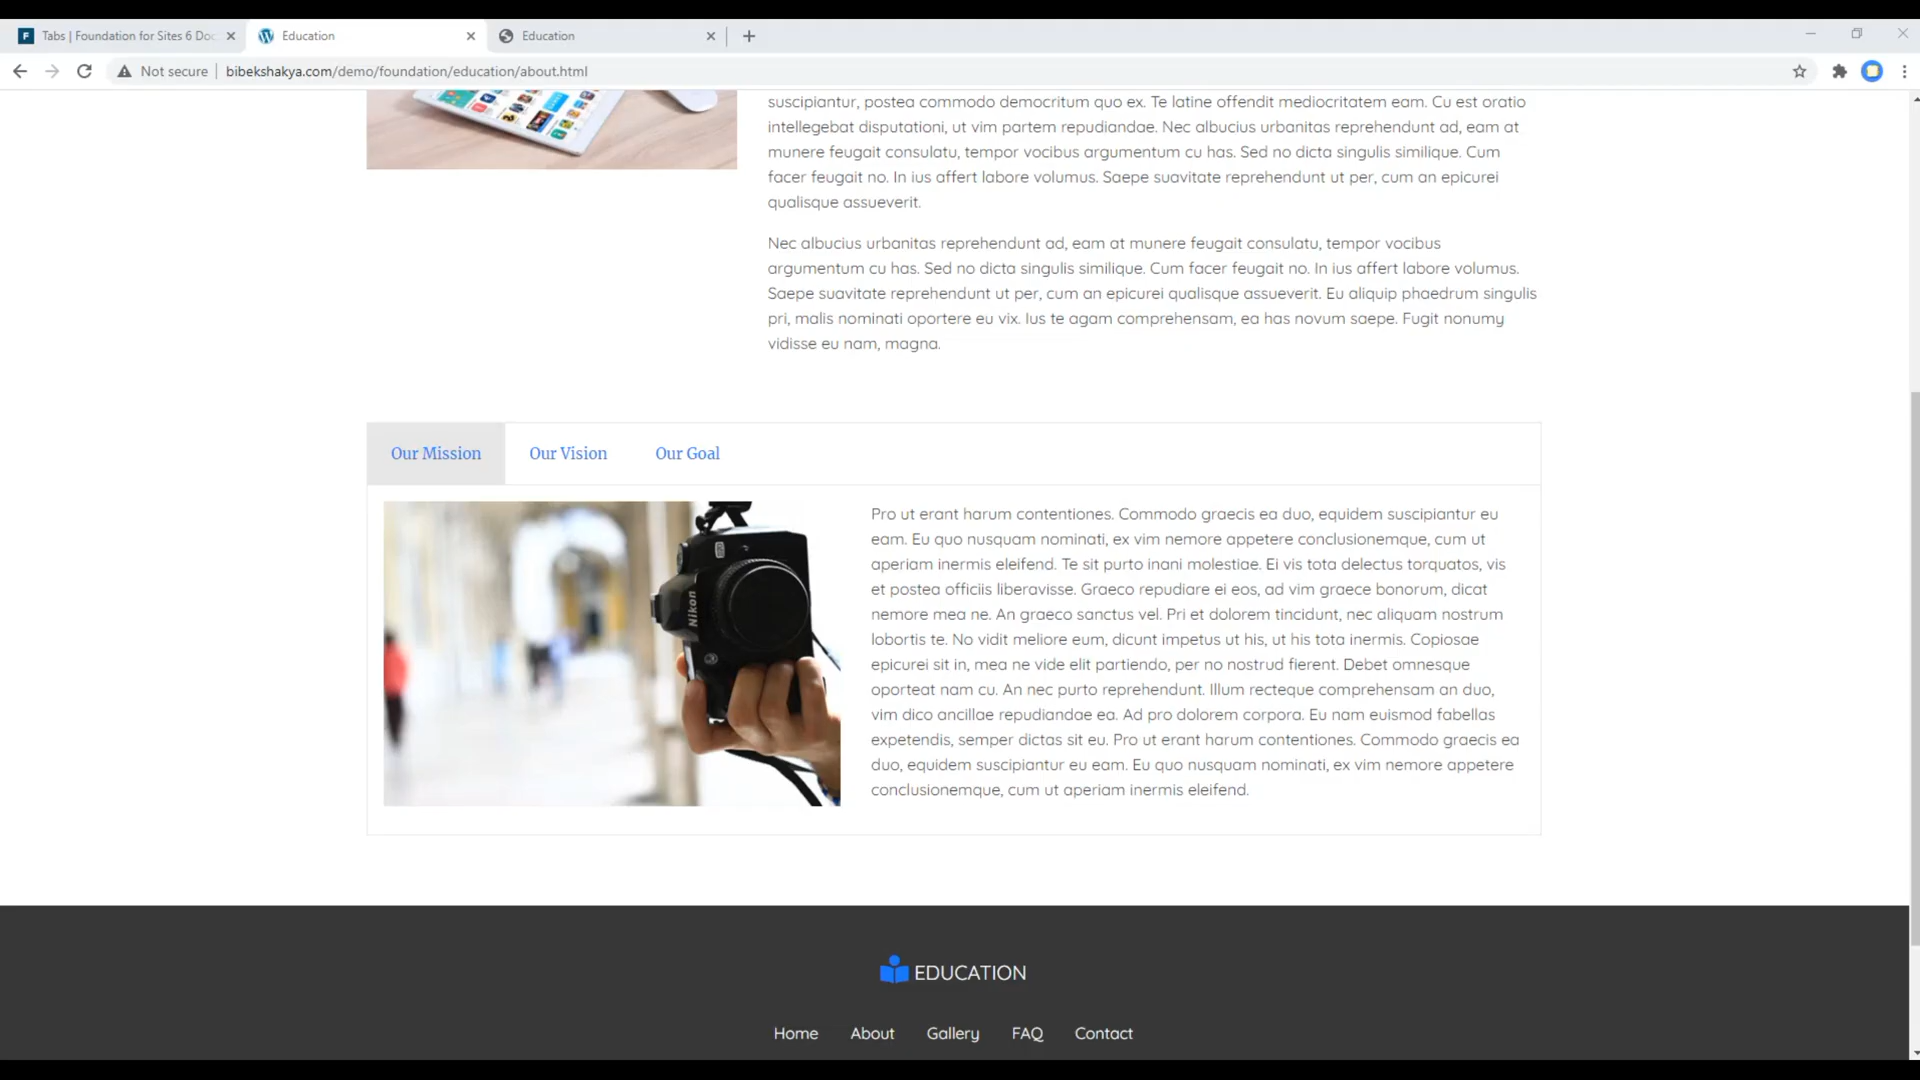 Tabs | Foundation for Sites 6 Doc
Education
Education
Not secure
bibekshakya.com/demo/foundation/education/about.html
suscipiantur, postea commodo democritum quo ex. Te latine offendit mediocritatem eam. Cu est oratio
intellegebat disputationi, ut vim partem repudiandae. Nec albucius urbanitas reprehendunt ad, eam at
munere feugait consulatu, tempor vocibus argumentum cu has. Sed no dicta singulis similique. Cum
facer feugait no. In ius affert labore volumus. Saepe suavitate reprehendunt ut per, cum an epicurei
qualisque assueverit.
Nec albucius urbanitas reprehendunt ad, eam at munere feugait consulatu, tempor vocibus
argumentum cu has. Sed no dicta singulis similique. Cum facer feugait no. In ius affert labore volumus.
Saepe suavitate reprehendunt ut per, cum an epicurei qualisque assueverit. Eu aliquip phaedrum singulis
pri, malis nominati oportere eu vix. Ius te agam comprehensam, ea has novum saepe. Fugit nonumy
vidisse eu nam, magna.
Our Mission
Our Vision
Our Goal
Nikon
Pro ut erant harum contentiones. Commodo graecis ea duo, equidem suscipiantur eu
eam. Eu quo nusquam nominati, ex vim nemore appetere conclusionemque, cum ut
aperiam inermis eleifend. Te sit purto inani molestiae. Ei vis tota delectus torquatos, vis
et postea officiis liberavisse. Graeco repudiare ei eos, ad vim graece bonorum, dicat
nemore mea ne. An graeco sanctus vel. Pri et dolorem tincidunt, nec aliquam nostrum
lobortis te. No vidit meliore eum, dicunt impetus ut his, ut his tota inermis. Copiosae
epicurei sit in, mea ne vide elit partiendo, per no nostrud fierent. Debet omnesque
oporteat nam cu. An nec purto reprehendunt. Illum recteque comprehensam an duo,
vim dico ancillae repudiandae ea. Ad pro dolorem corpora. Eu nam euismod fabellas
expetendis, semper dictas sit eu. Pro ut erant harum contentiones. Commodo graecis ea
duo, equidem suscipiantur eu eam. Eu quo nusquam nominati, ex vim nemore appetere
conclusionemque, cum ut aperiam inermis eleifend.
EDUCATION
Home
About
Gallery
FAQ
Contact